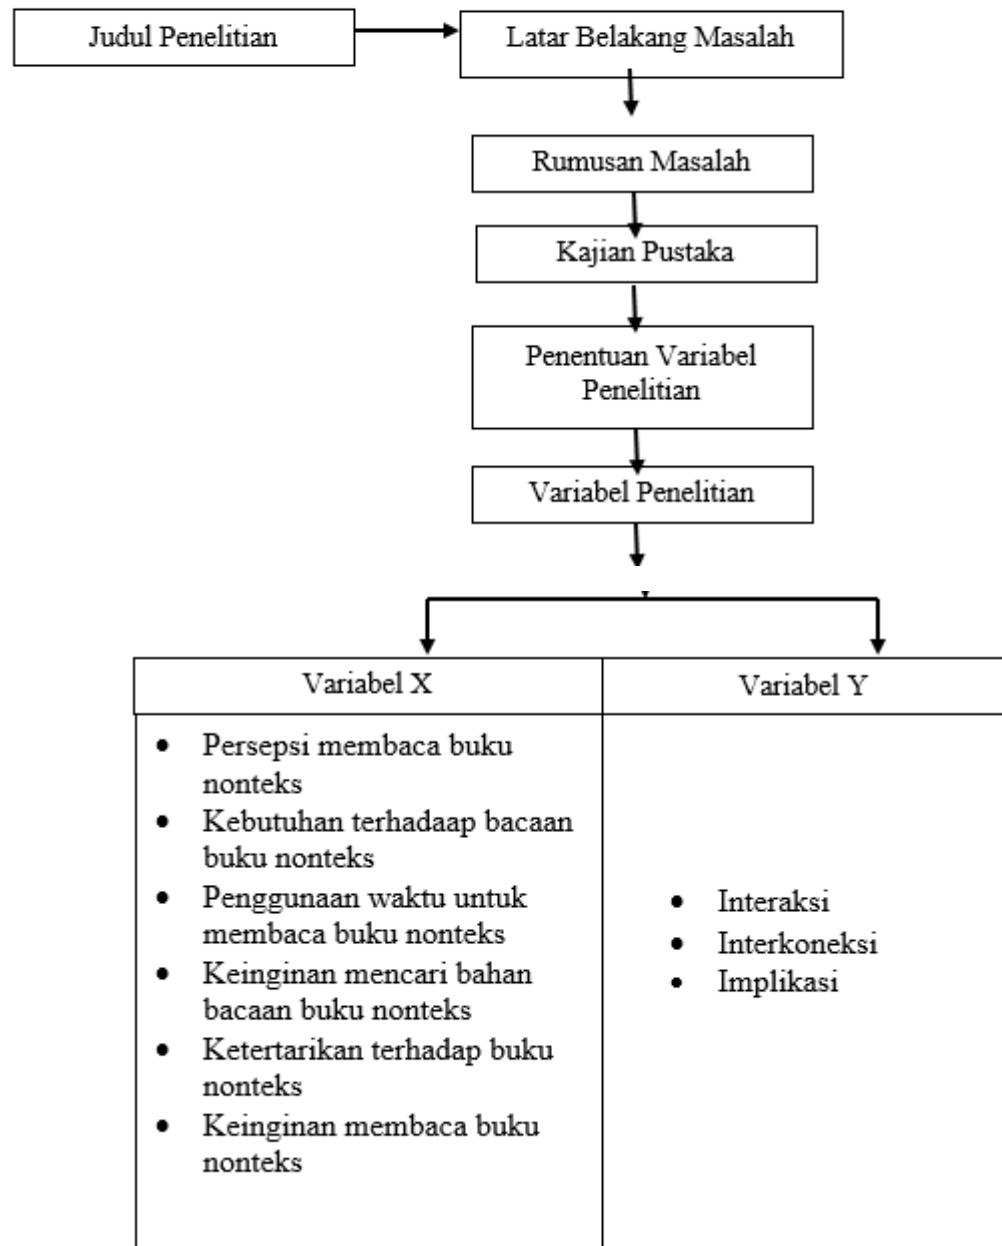 Judul Penelitian
Latar Belakang Masalah
Rumusan Masalah
Kajian Pustaka
Penentuan Variabel
Penelitian
Variabel Penelitian
Variabel X
Variabel Y
• Persepsi membaca buku
nonteks
• Kebutuhan terhadaap bacaan
buku nonteks
• Penggunaan waktu untuk
membaca buku nonteks
• Keinginan mencari bahan
bacaan buku nonteks
• Ketertarikan terhadap buku
nonteks
• Keinginan membaca buku
nonteks
• Interaksi
• Interkoneksi
• Implikasi